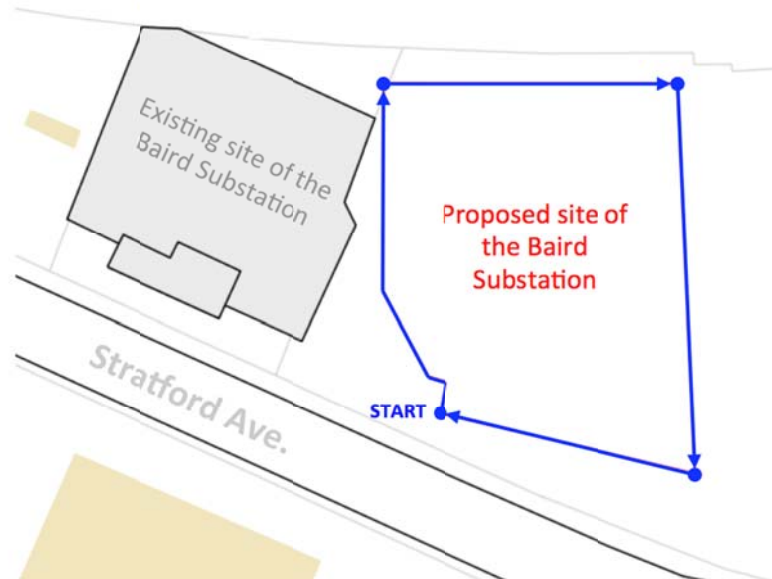 Existing site of the
Baird Substation
Proposed site of
the Baird
Substation
START
Stratford Ave.